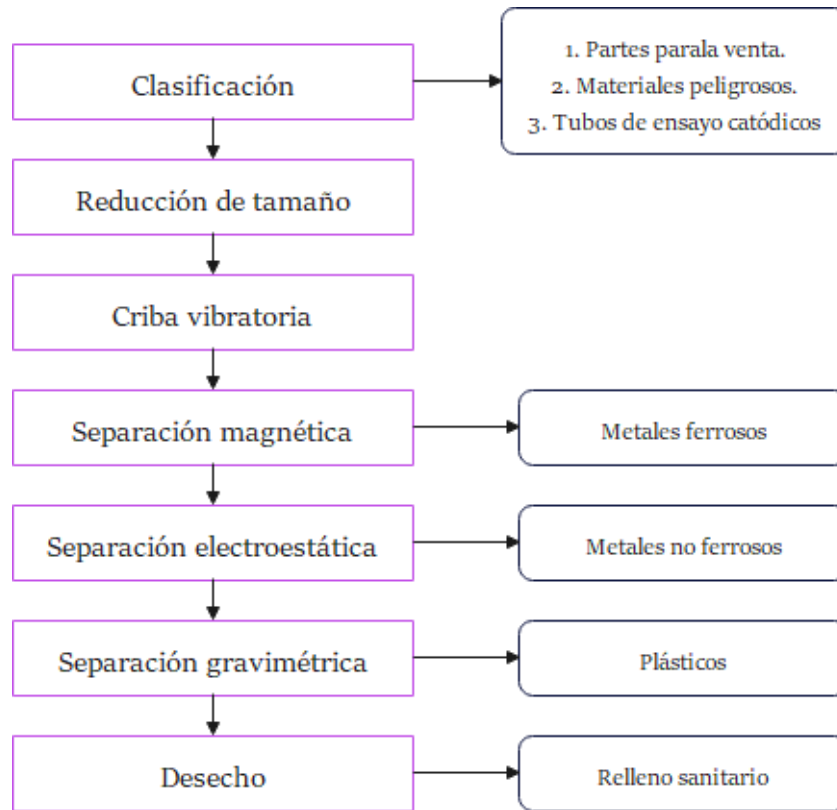 Clasificación
1. Partes parala venta.
2. Materiales peligrosos.
3. Tubos de ensayo catódicos
Reducción de tamaño
Criba vibratoria
Separación magnética
Metales ferrosos
Separación electroestática
Metales no ferrosos
Separación gravimétrica
Plásticos
Desecho
Relleno sanitario